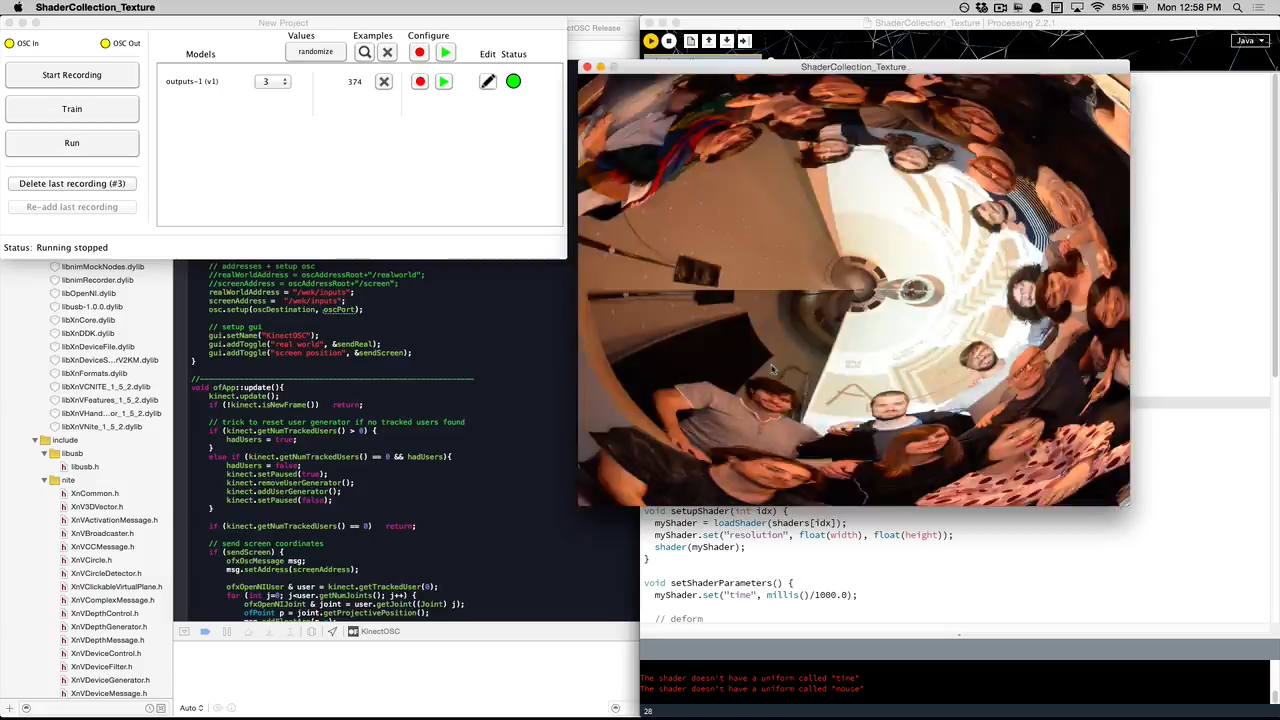 ShaderCollection_Texture
85%
Mon 12:58 PM
New Project
OSC In
OSC Out
Start Recording
Train
Run
Delete last recording (#3)
Re-add last recording
Status: Running stopped
Models
Values
randomize
Examples
Configure
Edit Status
outputs-1 (v1)
3
374
ctOSC Release
ShaderCollection_Texture | Processing 2.2.1
Java
ShaderCollection_Texture
libnimMockNodes.dylib
libnimRecorder.dylib
libOpenNI.dylib
libusb-1.0.0.dylib
libXnCore.dylib
libXnDDK.dylib
libXnDeviceFile.dylib
libXnDeviceS...rV2KM.dylib
libXnFormats.dylib
libXnVCNITE_1_5_2.dylib
libXnVFeatures_1_5_2.dylib
libXnVHand...or_1_5_2.dylib
libXnVNite_1_5_2.dylib
include
libusb
libusb.h
nite
XnCommon.h
XnV3DVector.h
XnVActivationMessage.h
XnVBroadcaster.h
XnVCCMessage.h
XnVCircle.h
XnVCircleDetector.h
XnVClickableVirtualPlane.h
XnVComplexMessage.h
XnVDepthControl.h
XnVDepthGenerator.h
XnVDepthMessage.h
XnVDeviceControl.h
XnVDeviceFilter.h
XnVDeviceGenerator.h
XnVDeviceMessage.h
// addresses + setup osc
//realWorldAddress = oscAddressRoot+"/realworld";
//screenAddress = oscAddressRoot+"/screen";
realWorldAddress = "/wek/inputs";
screenAddress = "/wek/inputs";
osc.setup(oscDestination, oscPort);
// setup gui
gui.setName("KinectOSC");
gui.addToggle("real world", &sendReal);
gui.addToggle("screen position", &sendScreen);
}
//
void ofApp::update(){
kinect.update();
if (!kinect.isNewFrame()) return;
// trick to reset user generator if no tracked users found
if (kinect.getNumTrackedUsers() > 0) {
hadUsers = true;
}
else if (kinect.getNumTrackedUsers() == 0 && hadUsers){
hadUsers = false;
kinect.setPaused(true);
kinect.removeUserGenerator();
kinect.addUserGenerator();
kinect.setPaused(false);
}
if (kinect.getNumTrackedUsers() == 0) return;
// send screen coordinates
if (sendScreen) {
ofxOscMessage msg;
msg.setAddress(screenAddress);
ofxOpenNIUser & user = kinect.getTrackedUser(0);
for (int j=0; j<user.getNumJoints(); j++) {
ofxOpenNIJoint & joint = user.getJoint((Joint) j);
ofPoint p = joint.getProjectivePosition();
KinectOSC
Auto
void setupShader(int idx) {
myShader = loadShader(shaders[idx]);
myShader.set("resolution", float(width), float(height));
shader(myShader);
}
void setShaderParameters() {
myShader.set("time", millis()/1000.0);
// deform
The shader doesn't have a uniform called "time"
The shader doesn't have a uniform called "mouse"
28